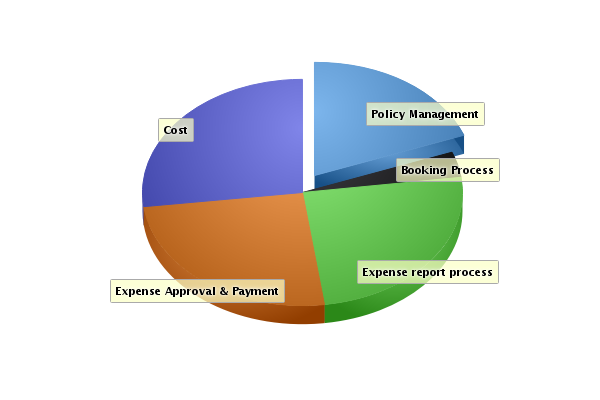 Policy Management
Cost
Booking Process
Expense report process
Expense Approval & Payment